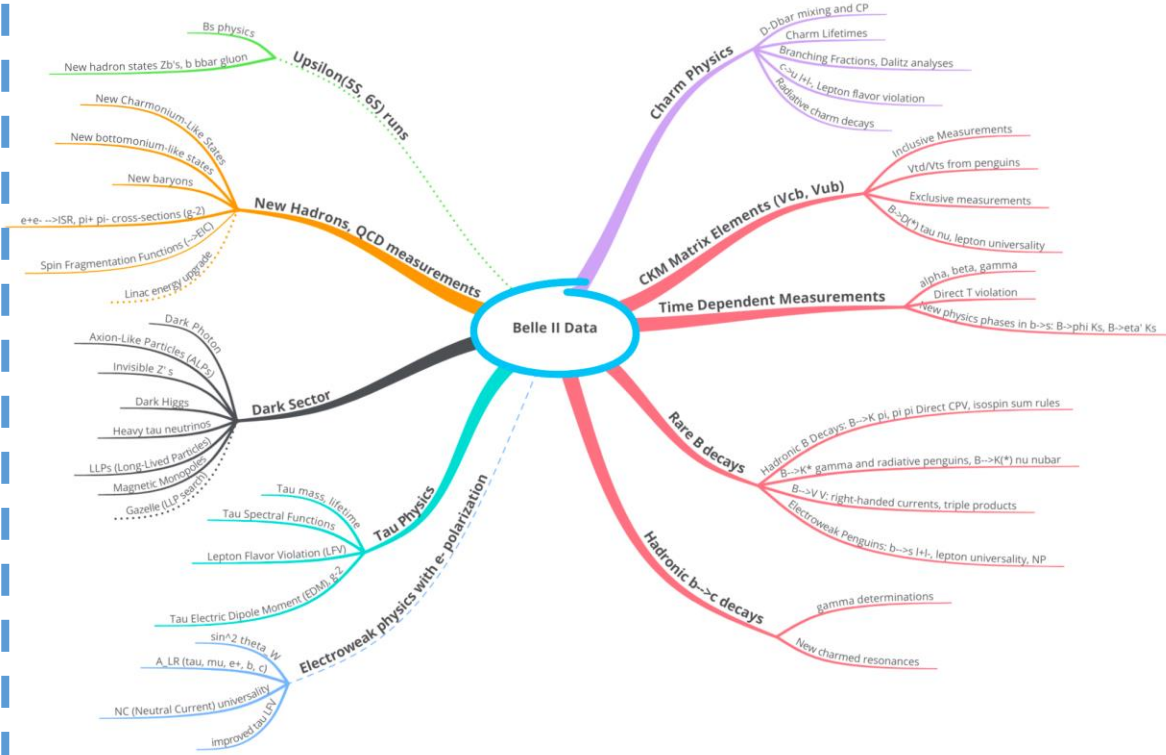 Belle II Data
Upsilon(5S, 6S) runs
Bs physics
New hadron states Zb's, b bbar gluon
New Hadrons, QCD measurements
New Charmonium-Like States
New bottomonium-like states
New baryons
e+e- -->ISR, pi+ pi- cross-sections (g-2)
Spin Fragmentation Functions (-->EIC)
Linac energy upgrade
Dark Sector
Dark Photon
Axion-Like Particles (ALPs)
Invisible Z' s
Dark Higgs
Heavy tau neutrinos
LLPs (Long-Lived Particles)
Magnetic Monopoles
Gazelle (LLP search)
Tau Physics
Tau mass, lifetime
Tau Spectral Functions
Lepton Flavor Violation (LFV)
Tau Electric Dipole Moment (EDM), g-2
Electroweak physics with e- polarization
sin^2 theta_W
A_LR (tau, mu, e+, b, c)
NC (Neutral Current) universality
improved tau LFV
Charm Physics
D-Dbar mixing and CP
Charm Lifetimes
Branching Fractions, Dalitz analyses
c->u l+l-, Lepton flavor violation
Radiative charm decays
CKM Matrix Elements (Vcb, Vub)
Inclusive Measurements
Vtd/Vts from penguins
Exclusive measurements
B->D(*) tau nu, lepton universality
Time Dependent Measurements
alpha, beta, gamma
Direct T violation
New physics phases in b->s: B->phi Ks, B->eta' Ks
Rare B decays
Hadronic B Decays: B-->K pi, pi pi Direct CPV, isospin sum rules
B-->K* gamma and radiative penguins, B-->K(*) nu nubar
B-->V V: right-handed currents, triple products
Electroweak Penguins: b-->s l+l-, lepton universality, NP
Hadronic b-->c decays
gamma determinations
New charmed resonances